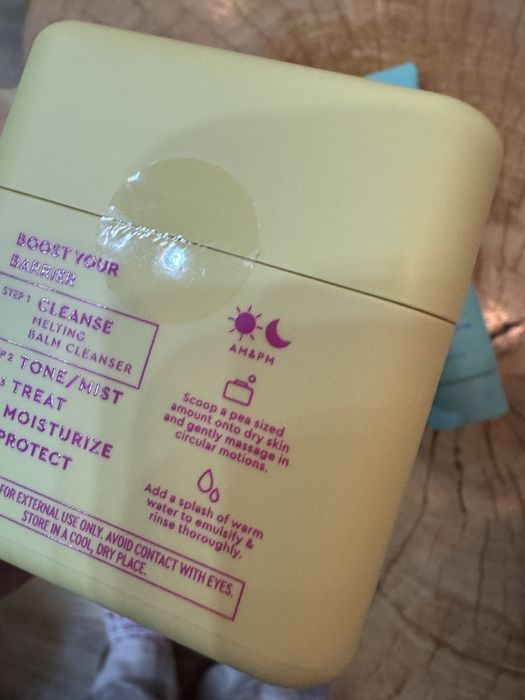 BOOST YOUR
BARRIER
STEP 1 CLEANSE
MELTING
BALM CLEANSER
P 2 TONE/MIST
3 TREAT
MOISTURIZE
PROTECT
AM&PM
Scoop a pea sized
amount onto dry skin
and gently massage in
circular motions.
Add a splash of warm
water to emulsify &
rinse thoroughly.
FOR EXTERNAL USE ONLY. AVOID CONTACT WITH EYES.
STORE IN A COOL, DRY PLACE.